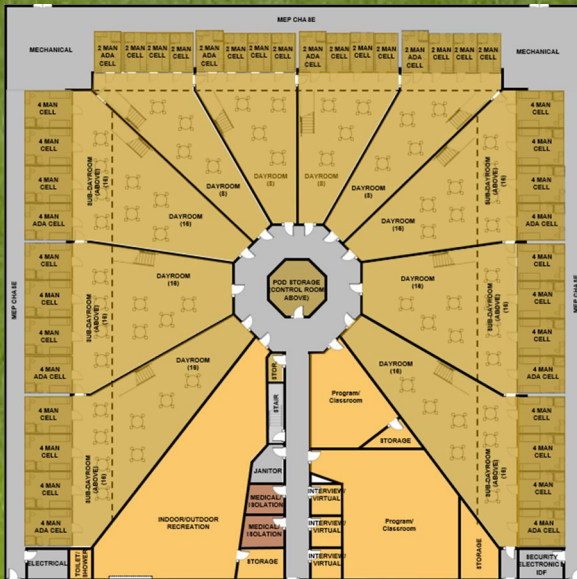 MEP CHASE
MECHANICAL
2 MAN
ADA
CELL
2 MAN
CELL
2 MAN
CELL
2 MAN
CELL
2 MAN
ADA
CELL
2 MAN
CELL
2 MAN
CELL
2 MAN
CELL
2 MAN
ADA
CELL
2 MAN
CELL
2 MAN
CELL
2 MAN
CELL
2 MAN
ADA
CELL
2 MAN
CELL
2 MAN
CELL
2 MAN
CELL
MECHANICAL
4 MAN
CELL
4 MAN
CELL
4 MAN
CELL
4 MAN
ADA CELL
4 MAN
CELL
4 MAN
CELL
4 MAN
CELL
4 MAN
ADA CELL
4 MAN
CELL
4 MAN
CELL
4 MAN
CELL
4 MAN
ADA CELL
MEP CHASE
SUB-DAYROOM
(ABOVE)
(16)
SUB-DAYROOM
(ABOVE)
(16)
SUB-DAYROOM
(ABOVE)
(16)
DAYROOM
(16)
DAYROOM
(16)
DAYROOM
(16)
DAYROOM
(8)
DAYROOM
(8)
DAYROOM
(8)
DAYROOM
(8)
DAYROOM
(16)
DAYROOM
(16)
DAYROOM
(16)
SUB-DAYROOM
(ABOVE)
(16)
SUB-DAYROOM
(ABOVE)
(16)
SUB-DAYROOM
(ABOVE)
(16)
4 MAN
CELL
4 MAN
CELL
4 MAN
CELL
4 MAN
ADA CELL
4 MAN
CELL
4 MAN
CELL
4 MAN
CELL
4 MAN
ADA CELL
4 MAN
CELL
4 MAN
CELL
4 MAN
CELL
4 MAN
ADA CELL
MEP CHASE
POD STORAGE
CONTROL ROOM
ABOVE)
STOR
STAIR
JANITOR
MEDICAL/
ISOLATION
MEDICAL/
ISOLATION
STORAGE
INDOOR/OUTDOOR
RECREATION
Program/
Classroom
STORAGE
INTERVIEW/
VIRTUAL
INTERVIEW/
VIRTUAL
INTERVIEW/
VIRTUAL
Program/
Classroom
STORAGE
ELECTRICAL
TOILET/
SHOWER
SECURITY
ELECTRONICS
IDF